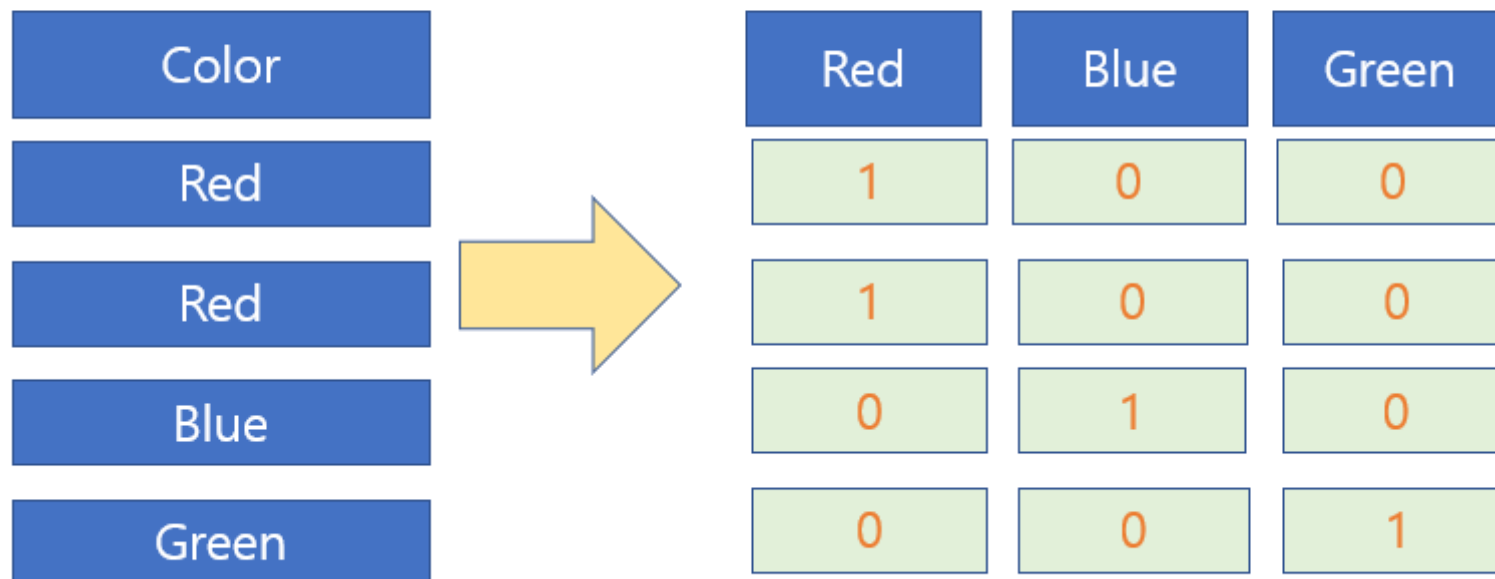 Color
Red
Red
Blue
Green
Red Blue Green
1 0 0
1 0 0
0 1 0
0 0 1